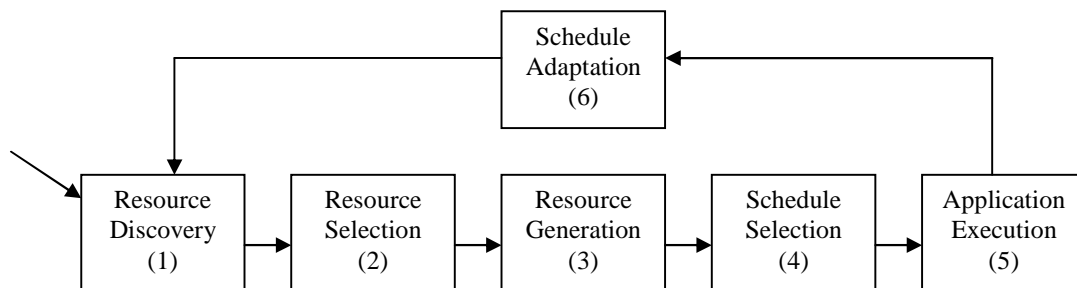 Schedule
Adaptation
(6)
Resource
Discovery
(1)
Resource
Selection
(2)
Resource
Generation
(3)
Schedule
Selection
(4)
Application
Execution
(5)